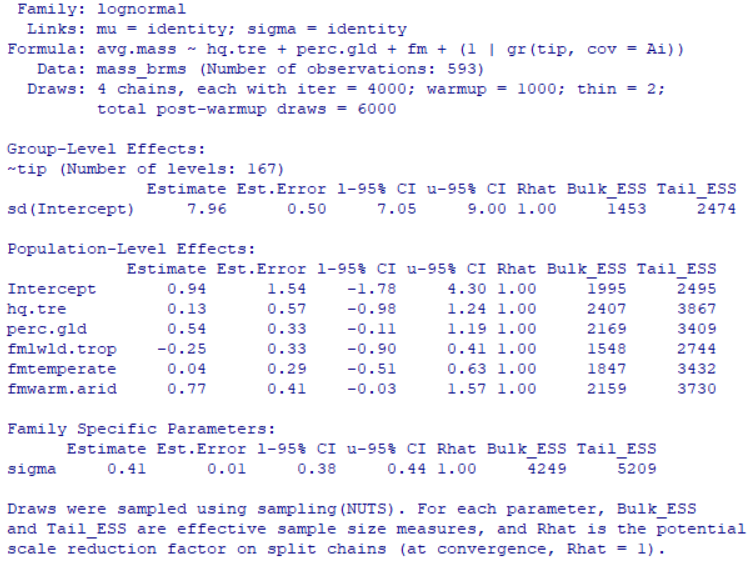 Family: lognormal
Links: mu = identity; sigma = identity
Formula: avg.mass ~ hq.tre + perc.gld + fm + (1 | gr(tip, cov = Ai))
Data: mass_brms (Number of observations: 593)
Draws: 4 chains, each with iter = 4000; warmup = 1000; thin = 2;
total post-warmup draws = 6000
Group-Level Effects:
~tip (Number of levels: 167)
Estimate Est.Error l-95% CI u-95% CI Rhat Bulk_ESS Tail_ESS
sd(Intercept) 7.96 0.50 7.05 9.00 1.00 1453 2474
Population-Level Effects:
Estimate Est.Error l-95% CI u-95% CI Rhat Bulk_ESS Tail_ESS
Intercept 0.94 1.54 -1.78 4.30 1.00 1995 2495
hq.tre 0.13 0.57 -0.98 1.24 1.00 2407 3867
perc.gld 0.54 0.33 -0.11 1.19 1.00 2169 3409
fmlwld.trop -0.25 0.33 -0.90 0.41 1.00 1548 2744
fmtemperate 0.04 0.29 -0.51 0.63 1.00 1847 3432
fmwarm.arid 0.77 0.41 -0.03 1.57 1.00 2159 3730
Family Specific Parameters:
Estimate Est.Error l-95% CI u-95% CI Rhat Bulk_ESS Tail_ESS
sigma 0.41 0.01 0.38 0.44 1.00 4249 5209
Draws were sampled using sampling(NUTS). For each parameter, Bulk_ESS
and Tail_ESS are effective sample size measures, and Rhat is the potential
scale reduction factor on split chains (at convergence, Rhat = 1).